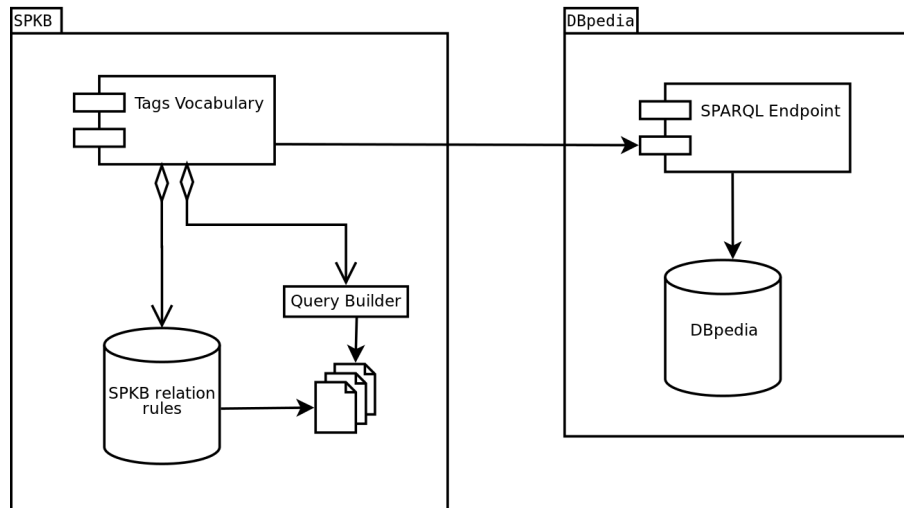 SPKB
DBpedia
Tags Vocabulary
SPARQL Endpoint
Query Builder
DBpedia
SPKB relation
rules